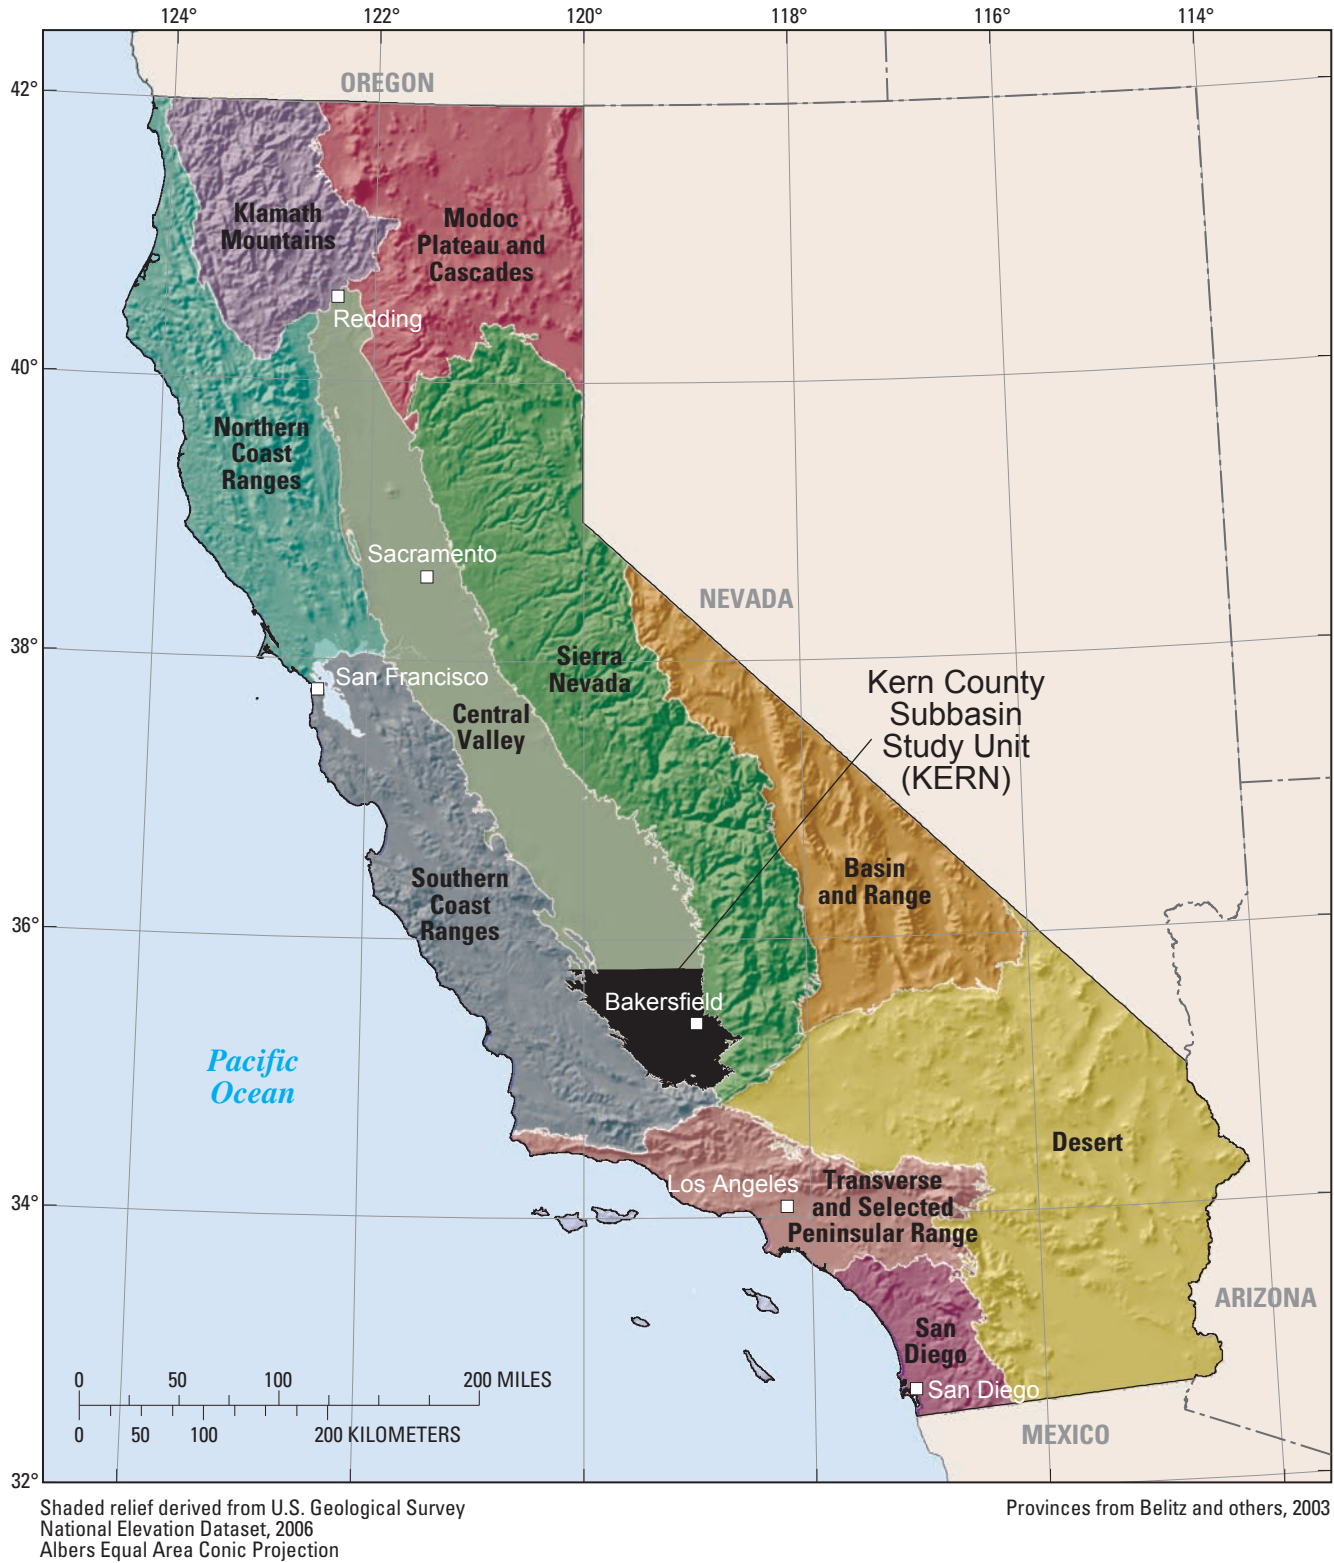 124° 122° 120° 118° 116° 114°
42°
OREGON
Klamath
Mountains
Modoc
Plateau and
Cascades
Redding
40°
Northern
Coast
Ranges
Sacramento
NEVADA
38°
San Francisco
Sierra
Nevada
Central
Valley
Kern County
Subbasin
Study Unit
(KERN)
Southern
Coast
Ranges
Basin
and Range
36°
Bakersfield
Pacific
Ocean
Desert
34°
Los Angeles
Transverse
and Selected
Peninsular Range
ARIZONA
San
Diego
San Diego
MEXICO
0 50 100 200 MILES
0 50 100 200 KILOMETERS
32°
Shaded relief derived from U.S. Geological Survey
National Elevation Dataset, 2006
Albers Equal Area Conic Projection
Provinces from Belitz and others, 2003